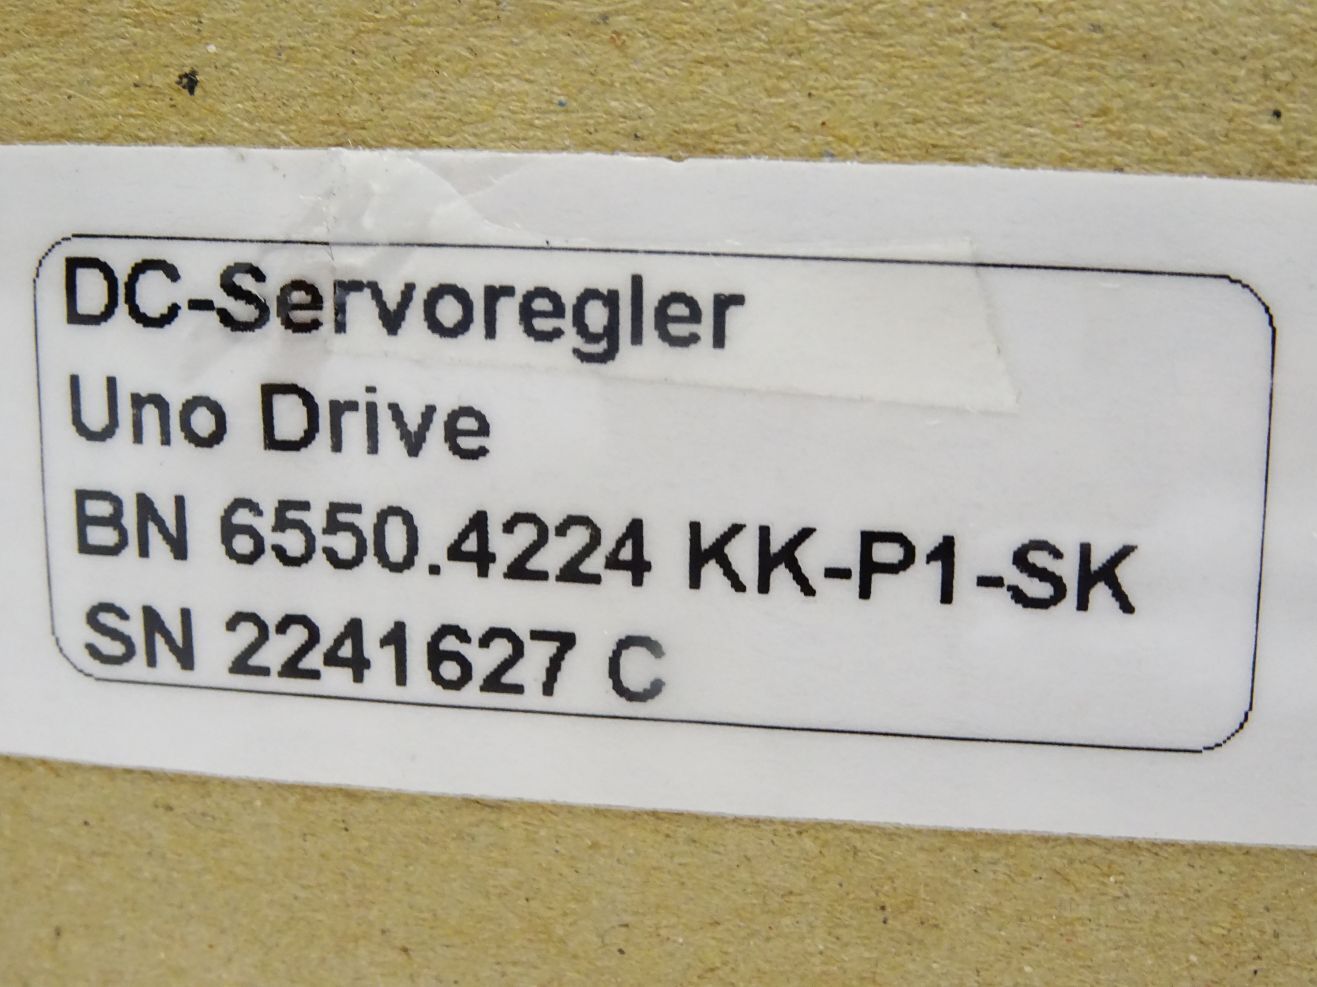 DC-Servoregler
Uno Drive
BN 6550.4224 KK-P1-SK
SN 2241627 C